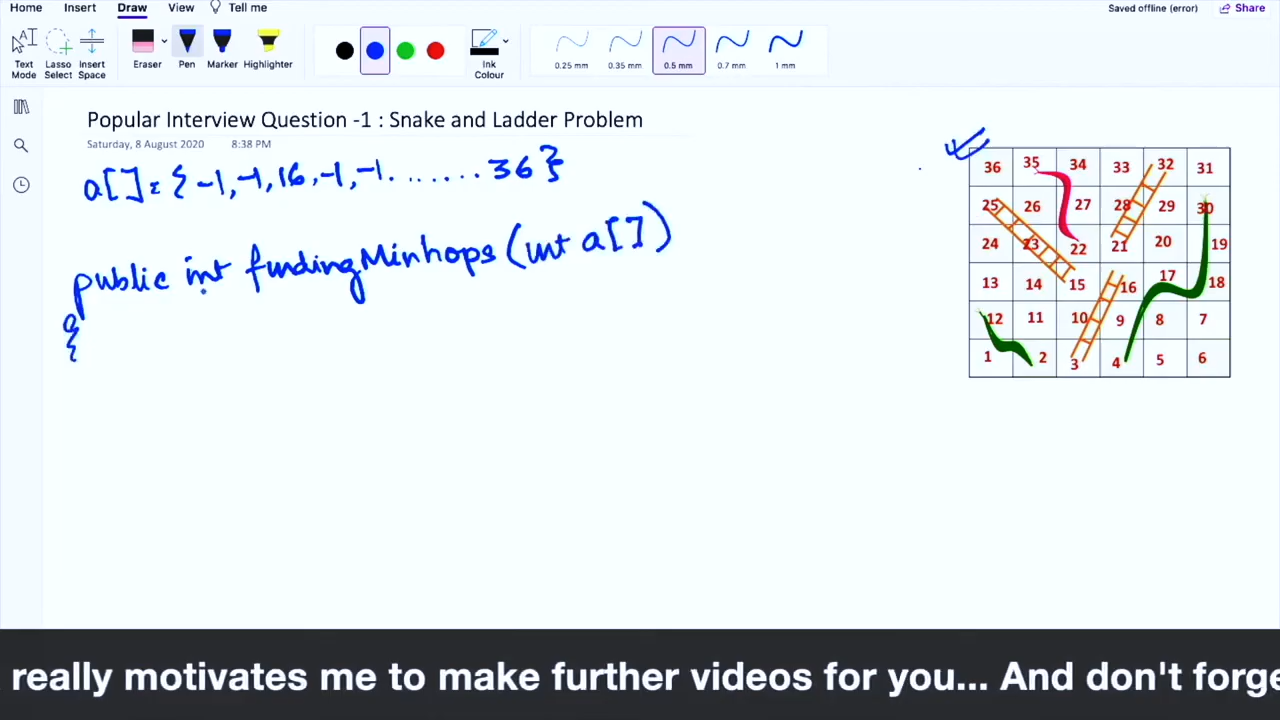 Home Insert Draw View Tell me Saved offline (error) Share
Text Mode Lasso Select Insert Space Eraser Pen Marker Highlighter Ink Colour 0.25 mm 0.35 mm 0.5 mm 0.7 mm 1 mm
Popular Interview Question -1 : Snake and Ladder Problem
Saturday, 8 August 2020 8:38 PM
a[] = { -1, -1, 16, -1, -1. ...... 36 }
public int findingMinhops (int a[])
{
36 35 34 33 32 31
25 26 27 28 29 30
24 23 22 21 20 19
13 14 15 16 17 18
12 11 10 9 8 7
1 2 3 4 5 6
really motivates me to make further videos for you... And don't forge